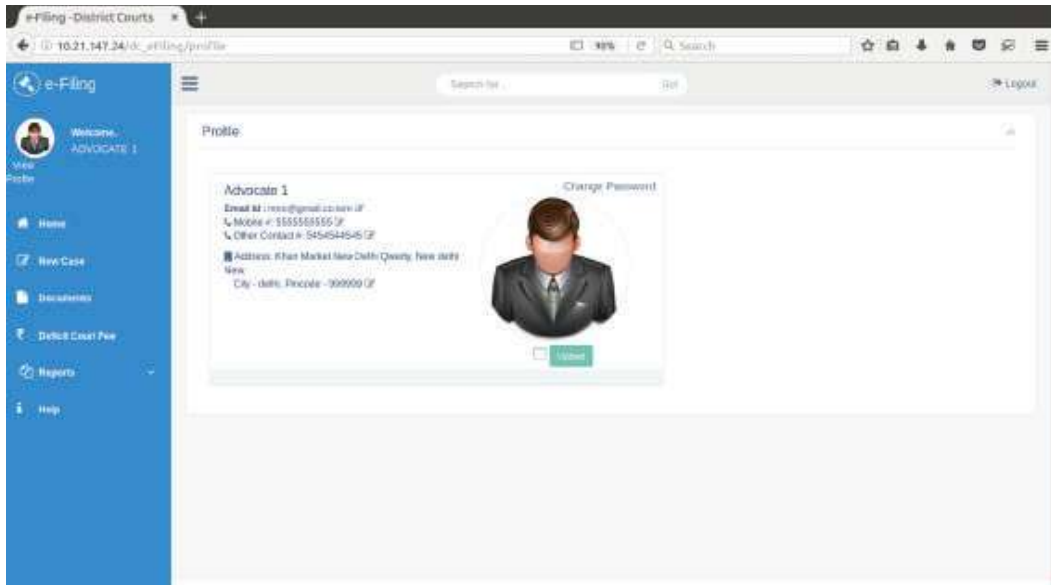 e-Filing -District Courts
10.21.147.24/dc_efiling/profile
90%
Search
e-Filing
Search for...
Go!
Logout
Welcome,
ADVOCATE 1
View
Profile
Profile
Advocate 1
Change Password
Email Id :
Mobile #: 5555555555
Other Contact #: 5454544545
Address: Khan Market New Delhi Qwerty, New delhi
New
City - delhi, Pincode - 999999
Upload
Home
New Case
Documents
Deficit Court Fee
Reports
Help